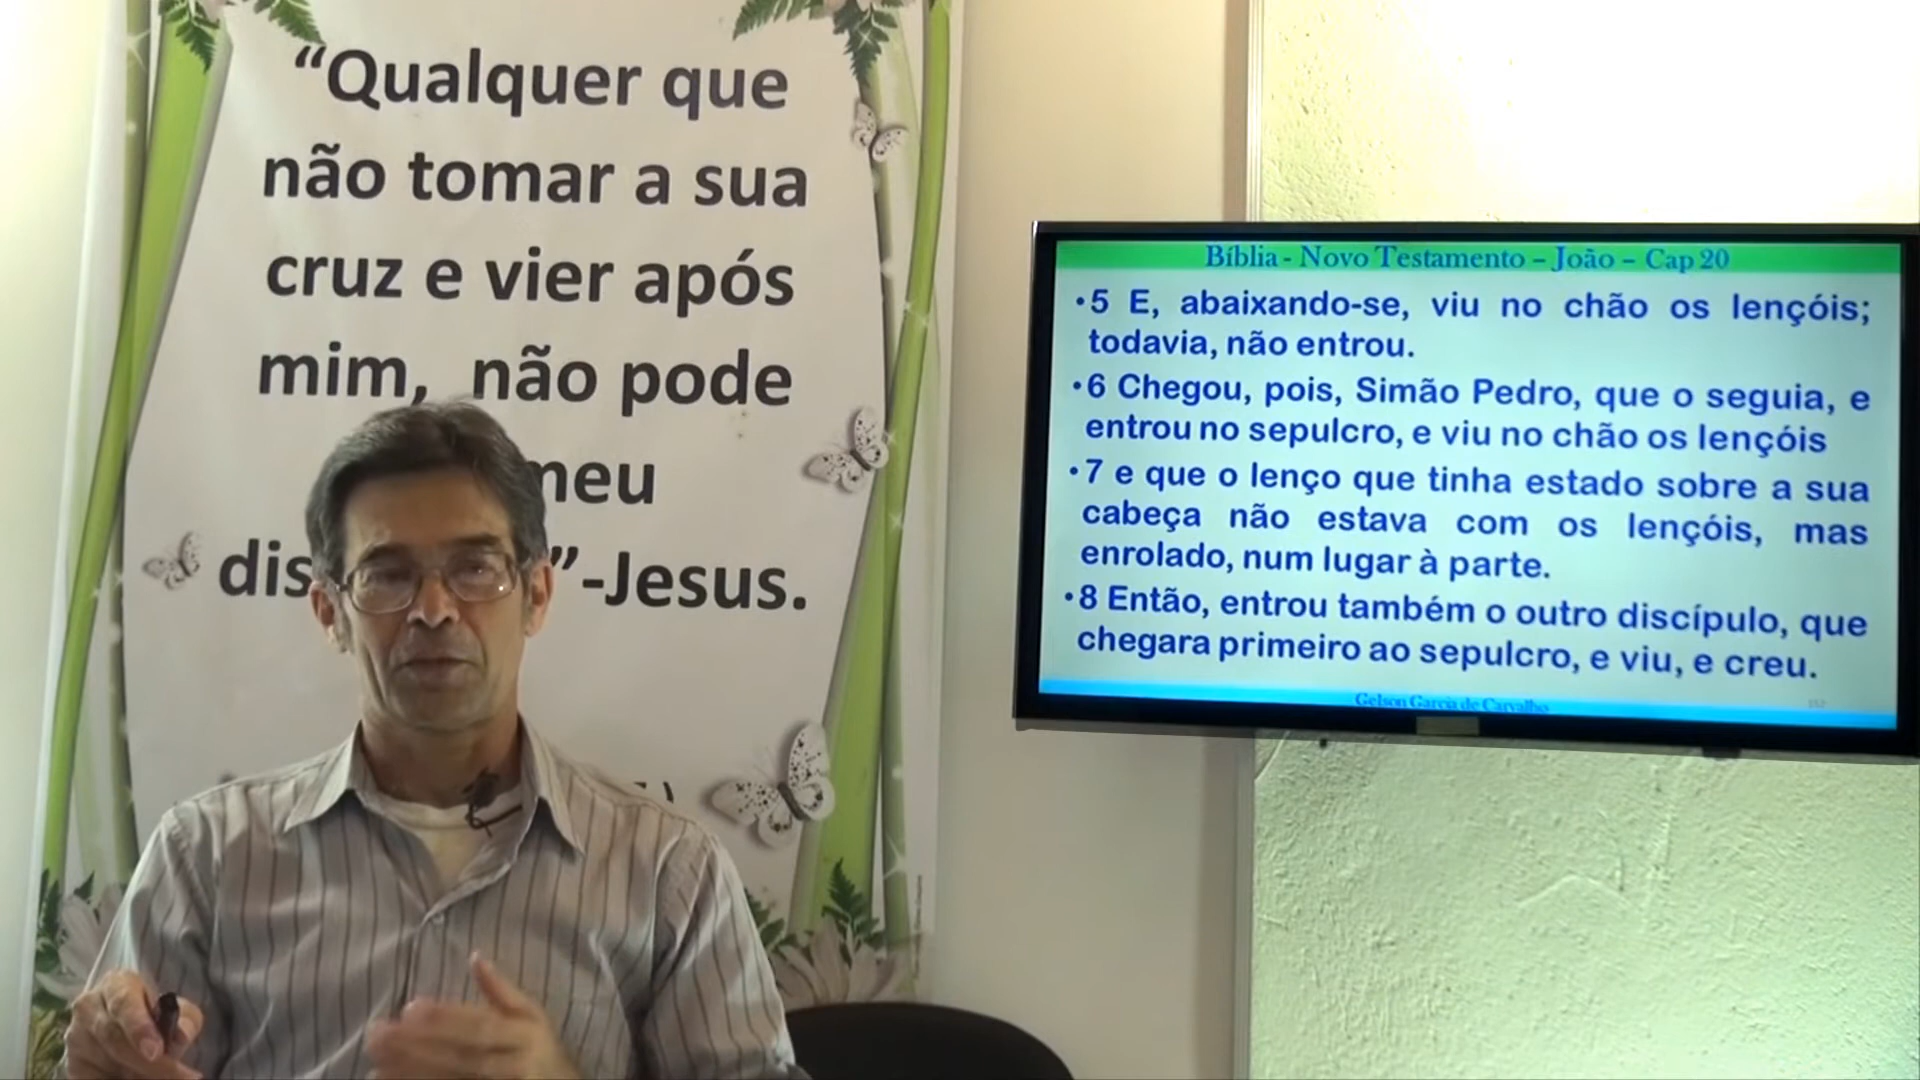 “Qualquer que
não tomar a sua
cruz e vier após
mim, não pode
meu
”-Jesus.
Bíblia - Novo Testamento – João – Cap 20
•5 E, abaixando-se, viu no chão os lençóis;
todavia, não entrou.
•6 Chegou, pois, Simão Pedro, que o seguia, e
entrou no sepulcro, e viu no chão os lençóis
•7 e que o lenço que tinha estado sobre a sua
cabeça não estava com os lençóis, mas
enrolado, num lugar à parte.
•8 Então, entrou também o outro discípulo, que
chegara primeiro ao sepulcro, e viu, e creu.
Gelson Garcia de Carvalho